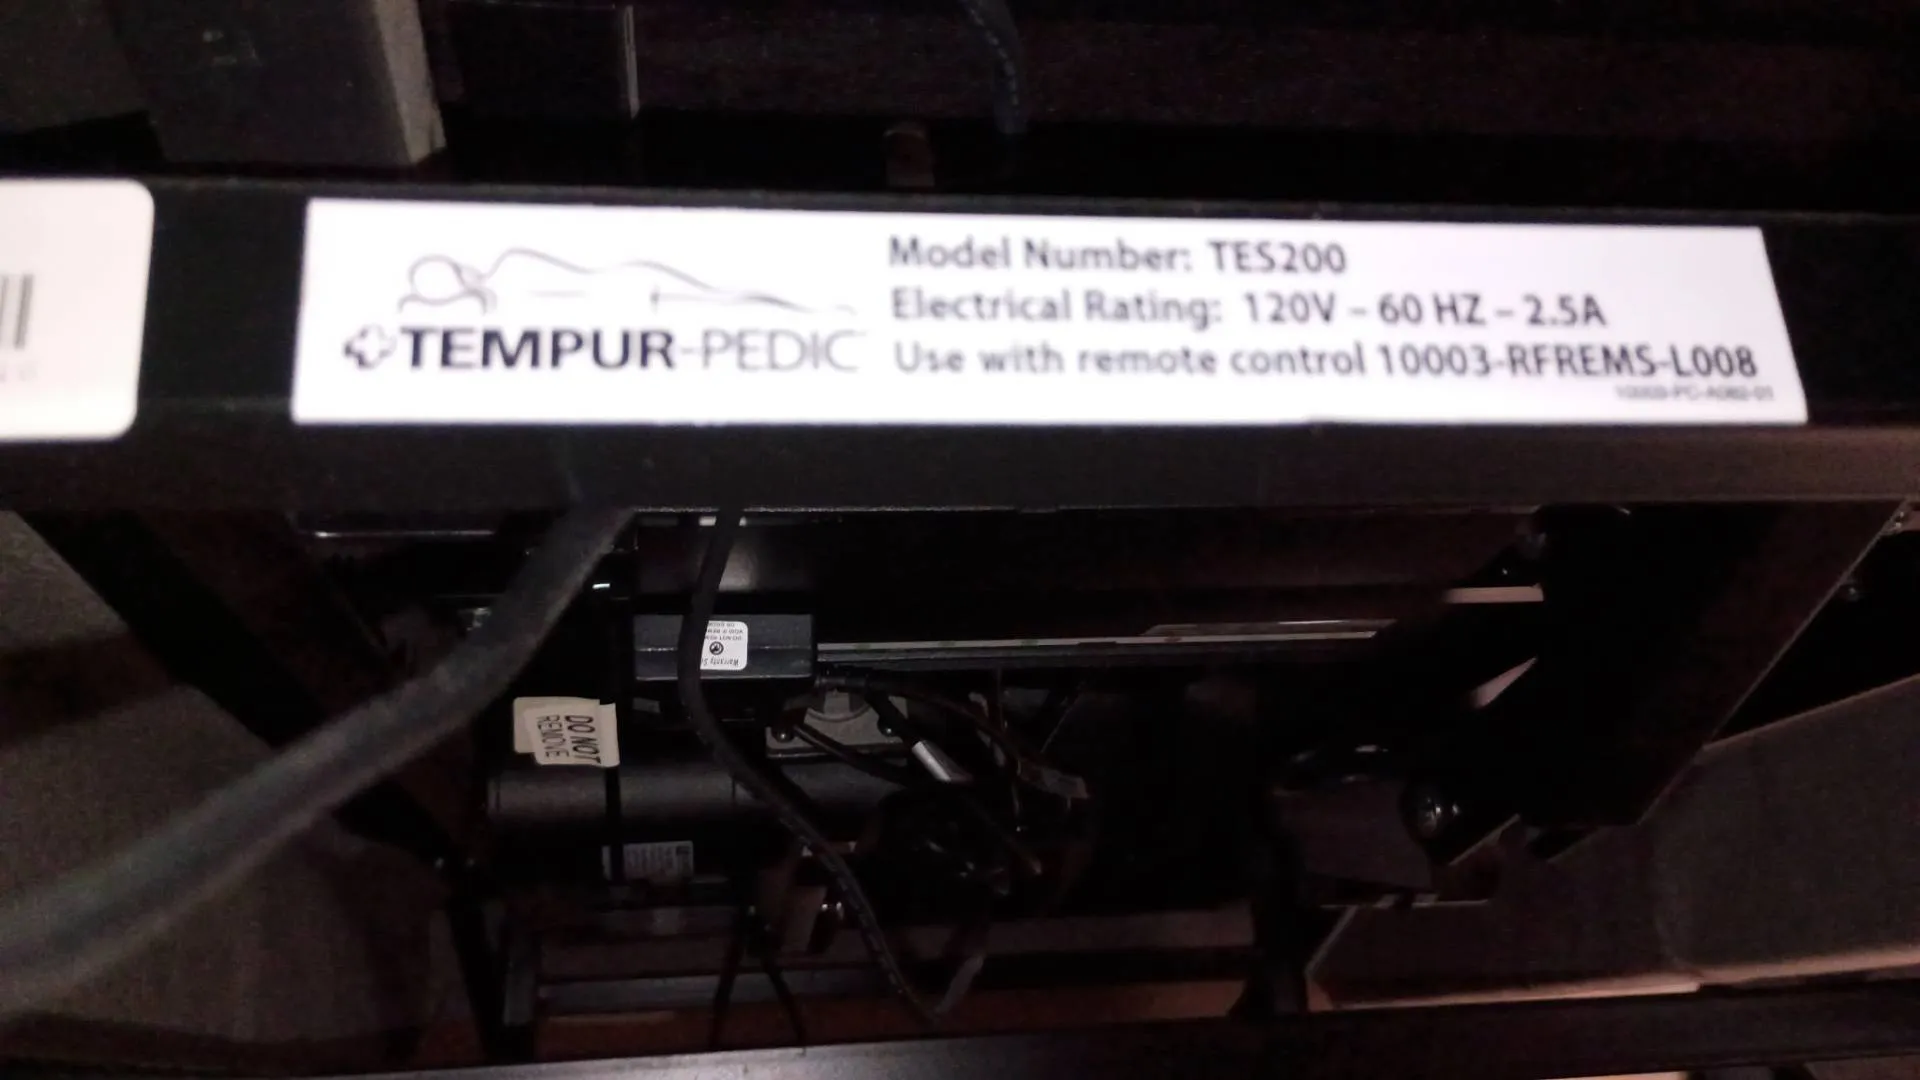 Model Number: TES200
Electrical Rating: 120V – 60 HZ – 2.5A
TEMPUR-PEDIC
Use with remote control 10003-RFREMS-L008
Warranty
DO NOT
REMOVE